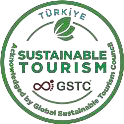 TÜRKİYE
SUSTAINABLE
TOURISM
GSTC
Acknowledged by Global Sustainable Tourism Council